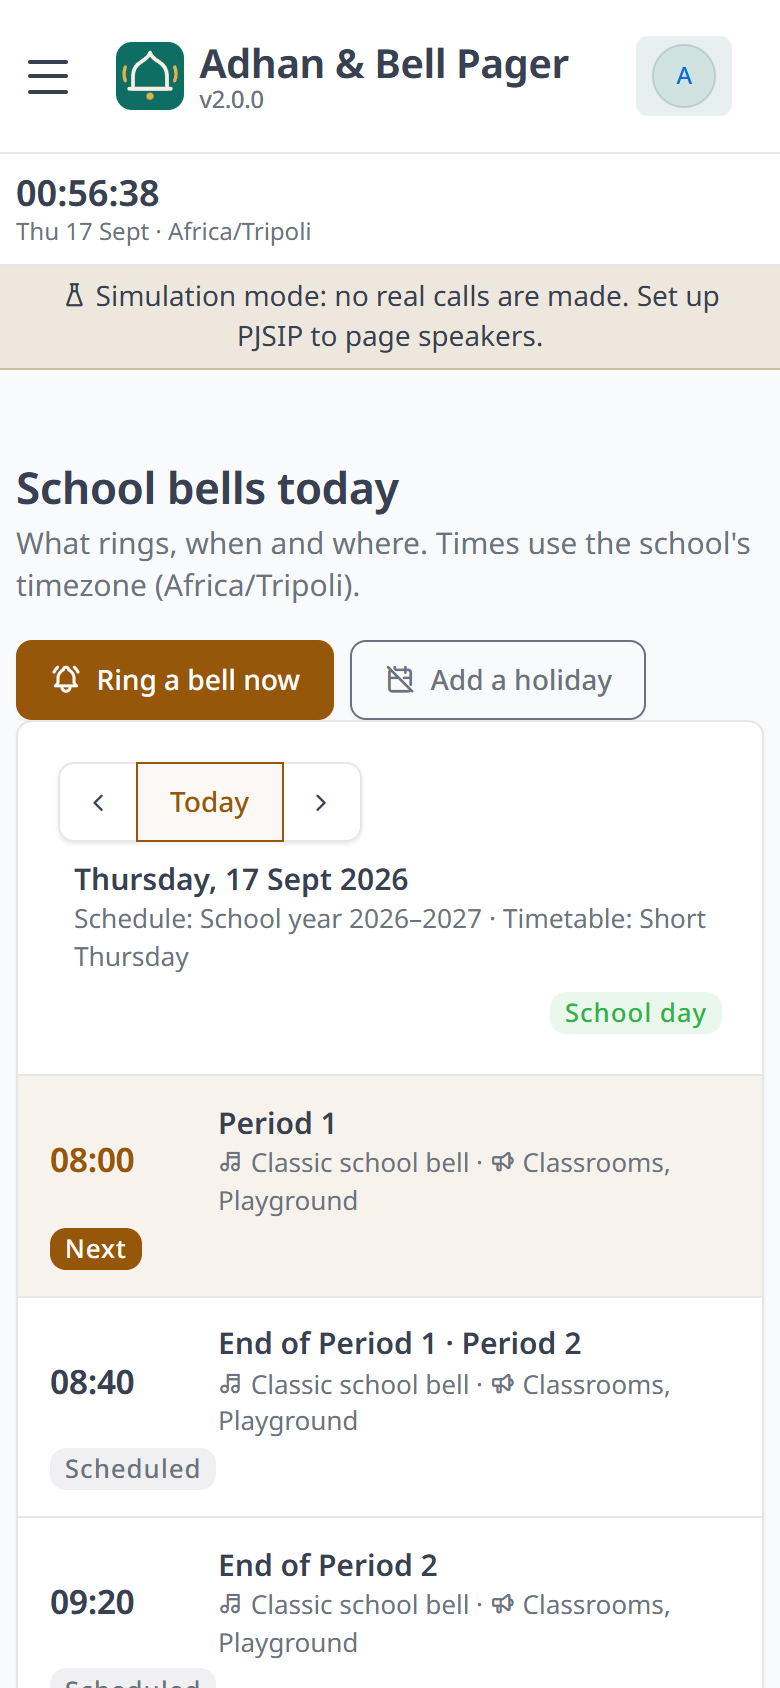 Adhan & Bell Pager
v2.0.0
A
00:56:38
Thu 17 Sept · Africa/Tripoli
Simulation mode: no real calls are made. Set up
PJSIP to page speakers.
School bells today
What rings, when and where. Times use the school's
timezone (Africa/Tripoli).
Ring a bell now
Add a holiday
Today
Thursday, 17 Sept 2026
Schedule: School year 2026–2027 · Timetable: Short
Thursday
School day
Period 1
08:00
Classic school bell · Classrooms,
Playground
Next
End of Period 1 · Period 2
08:40
Classic school bell · Classrooms,
Playground
Scheduled
End of Period 2
09:20
Classic school bell · Classrooms,
Playground
Scheduled